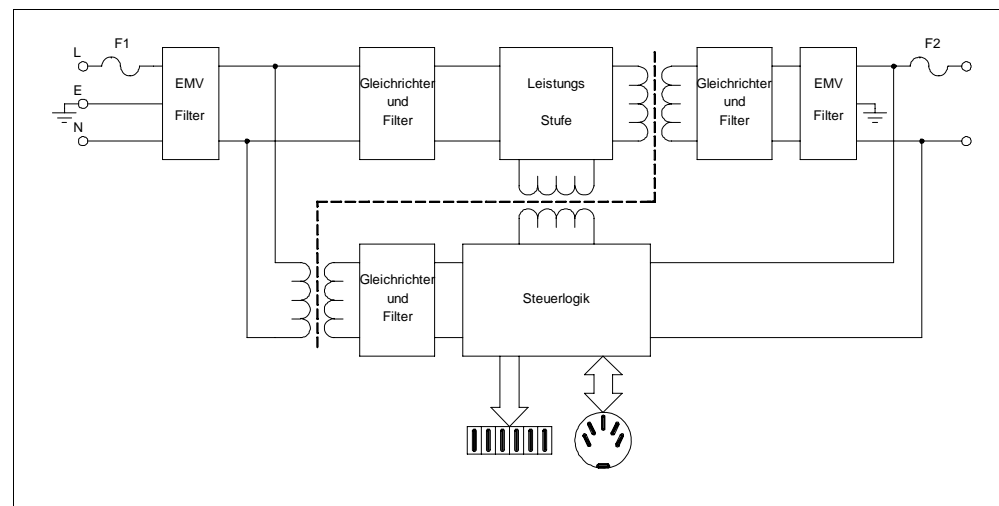 L
F1
E
N
EMV
Filter
Gleichrichter
und
Filter
Leistungs
Stufe
Gleichrichter
und
Filter
EMV
Filter
F2
Gleichrichter
und
Filter
Steuerlogik